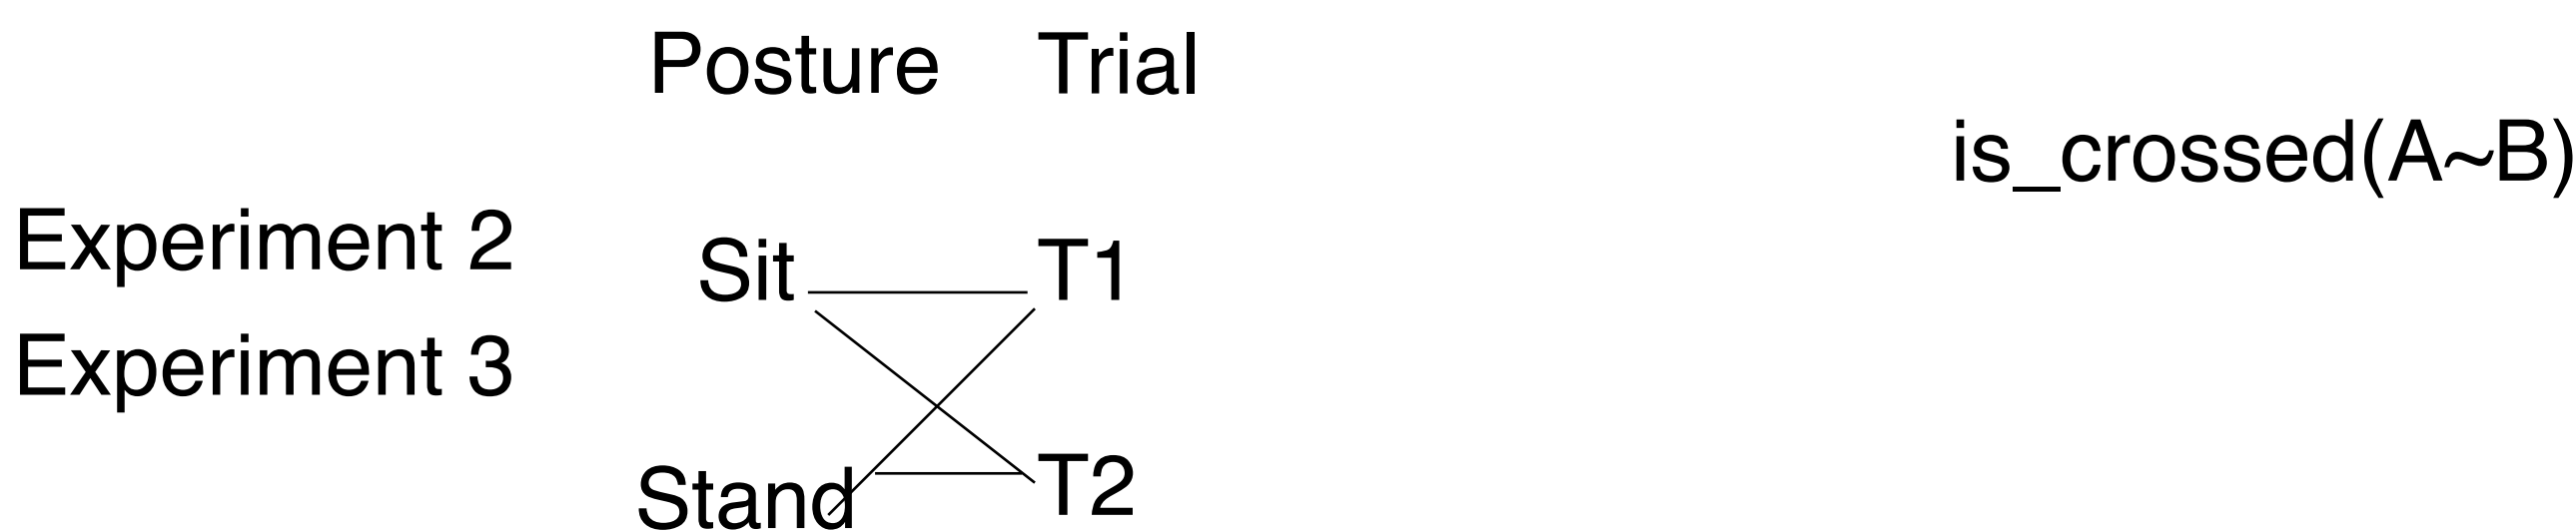 Posture Trial
is_crossed(A~B)
Experiment 2
Sit T1
Experiment 3
Stand T2